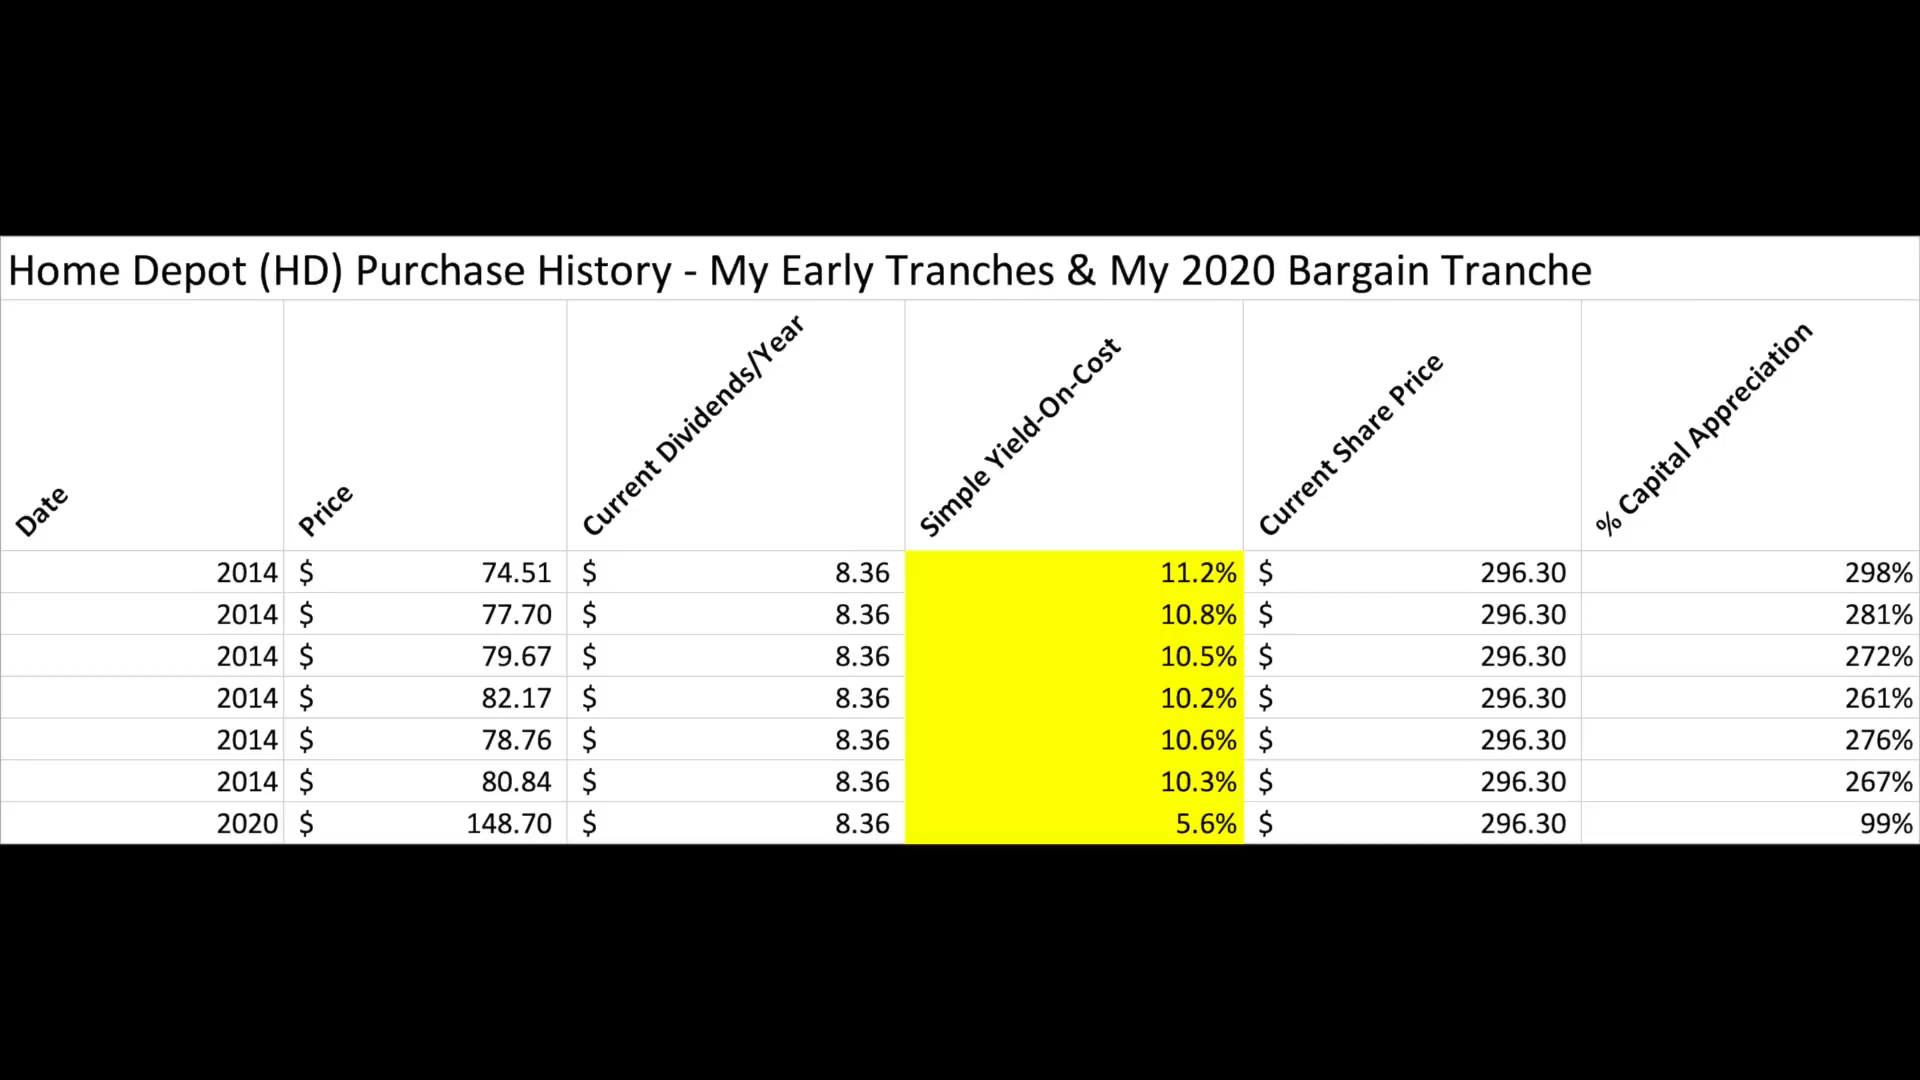 Home Depot (HD) Purchase History - My Early Tranches & My 2020 Bargain Tranche
Date Price Current Dividends/Year Simple Yield-On-Cost Current Share Price % Capital Appreciation
2014 $ 74.51 $ 8.36 11.2% $ 296.30 298%
2014 $ 77.70 $ 8.36 10.8% $ 296.30 281%
2014 $ 79.67 $ 8.36 10.5% $ 296.30 272%
2014 $ 82.17 $ 8.36 10.2% $ 296.30 261%
2014 $ 78.76 $ 8.36 10.6% $ 296.30 276%
2014 $ 80.84 $ 8.36 10.3% $ 296.30 267%
2020 $ 148.70 $ 8.36 5.6% $ 296.30 99%